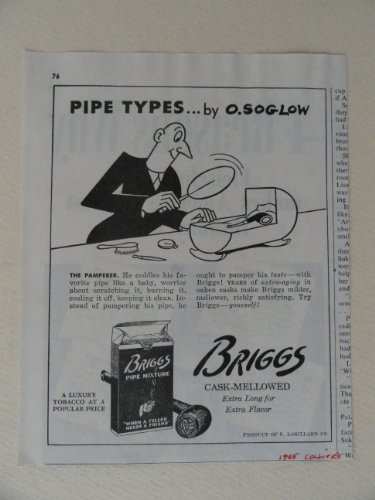 76
PIPE TYPES...by O.SOGLOW
THE PAMPERER. He coddles his fa-
vorite pipe like a baby, worries
about scratching it, burning it,
cooling it off, keeping it clean. In-
stead of pampering his pipe, he
ought to pamper his taste—with
Briggs! YEARS of extra-aging in
oaken casks make Briggs milder,
mellower, richly satisfying. Try
Briggs—yourself!
BRIGGS
PIPE MIXTURE
"WHEN A FELLER
NEEDS A FRIEND"
A LUXURY
TOBACCO AT A
POPULAR PRICE
BRIGGS
CASK-MELLOWED
Extra Long for
Extra Flavor
PRODUCT OF P. LORILLARD CO.
1945 COLLIER'S
cup
if A
they
had